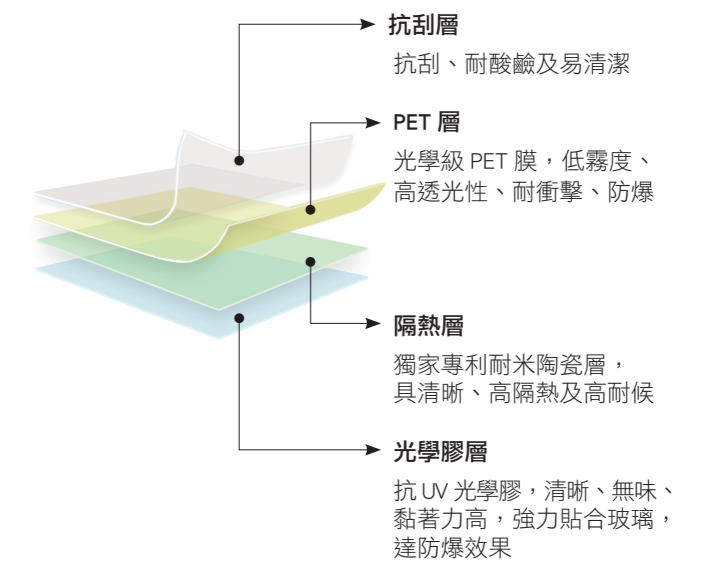 抗刮層
抗刮、耐酸鹼及易清潔
PET 層
光學級 PET 膜，低霧度、
高透光性、耐衝擊、防爆
隔熱層
獨家專利耐米陶瓷層，
具清晰、高隔熱及高耐候
光學膠層
抗 UV 光學膠，清晰、無味、
黏著力高，強力貼合玻璃，
達防爆效果